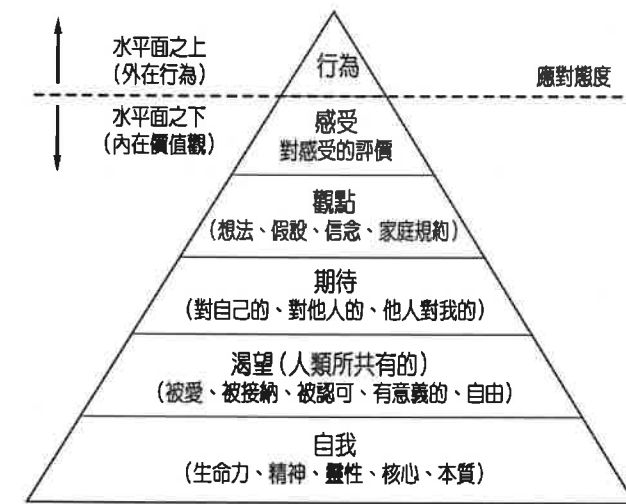 水平面之上
(外在行為)
行為
應對態度
水平面之下
(內在價值觀)
感受
對感受的評價
觀點
(想法、假設、信念、家庭規約)
期待
(對自己的、對他人的、他人對我的)
渴望(人類所共有的)
(被愛、被接納、被認可、有意義的、自由)
自我
(生命力、精神、靈性、核心、本質)